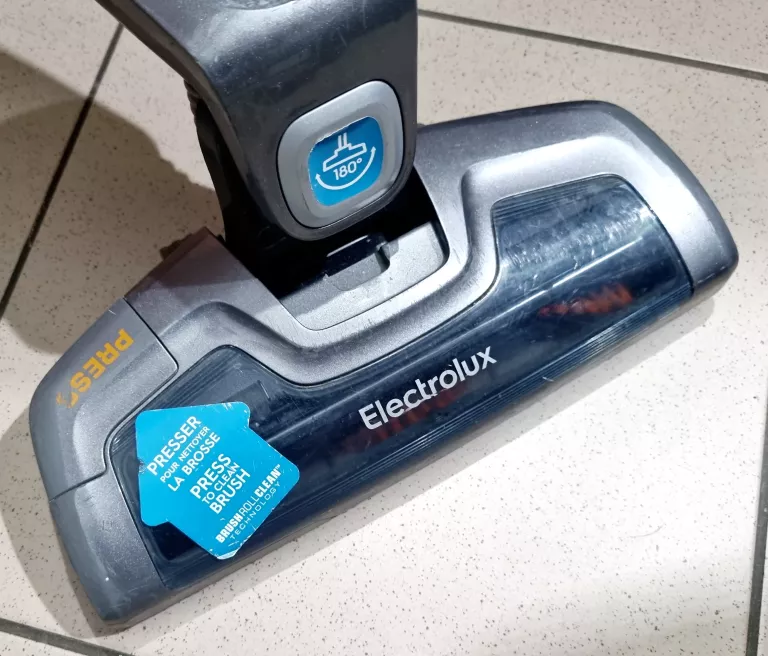 180°
PRESS
Electrolux
PRESSER
POUR NETTOYER
LA BROSSE
PRESS
TO CLEAN
BRUSH
BRUSHROLLCLEAN™
TECHNOLOGY